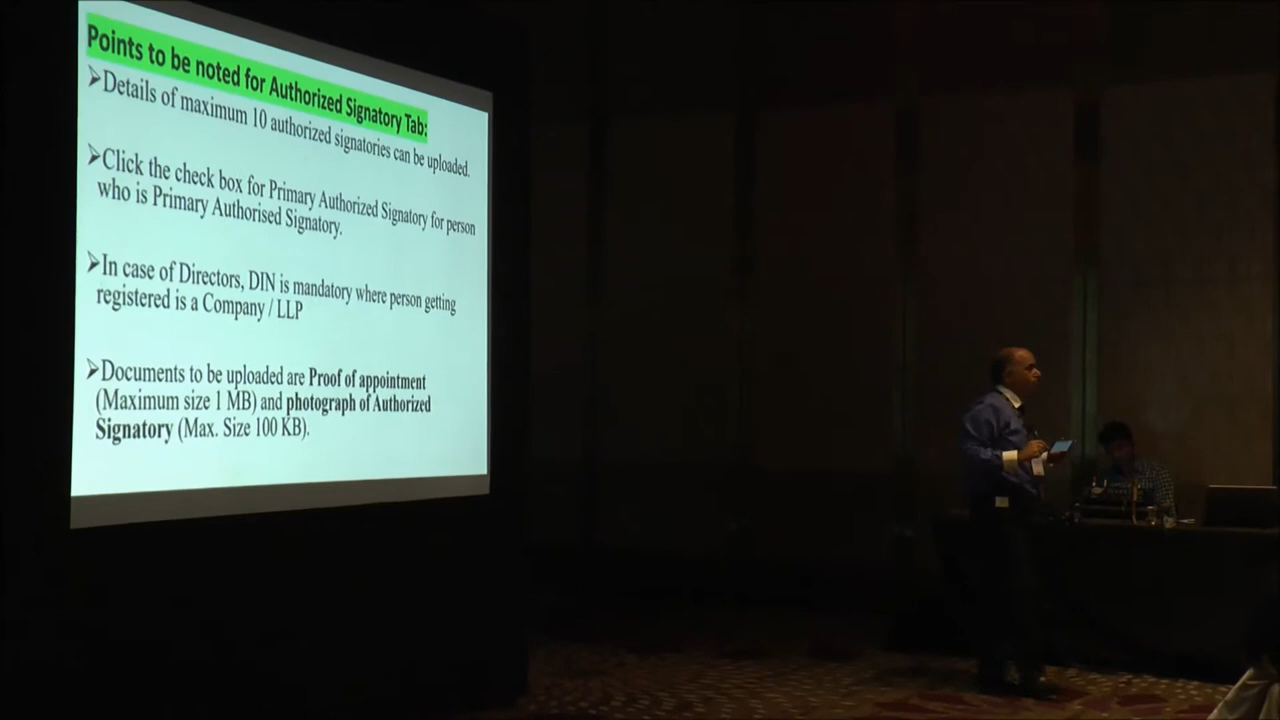 Points to be noted for Authorized Signatory Tab:
➢Details of maximum 10 authorized signatories can be uploaded.
➢Click the check box for Primary Authorized Signatory for person
who is Primary Authorised Signatory.
➢In case of Directors, DIN is mandatory where person getting
registered is a Company / LLP
➢Documents to be uploaded are Proof of appointment
(Maximum size 1 MB) and photograph of Authorized
Signatory (Max. Size 100 KB).